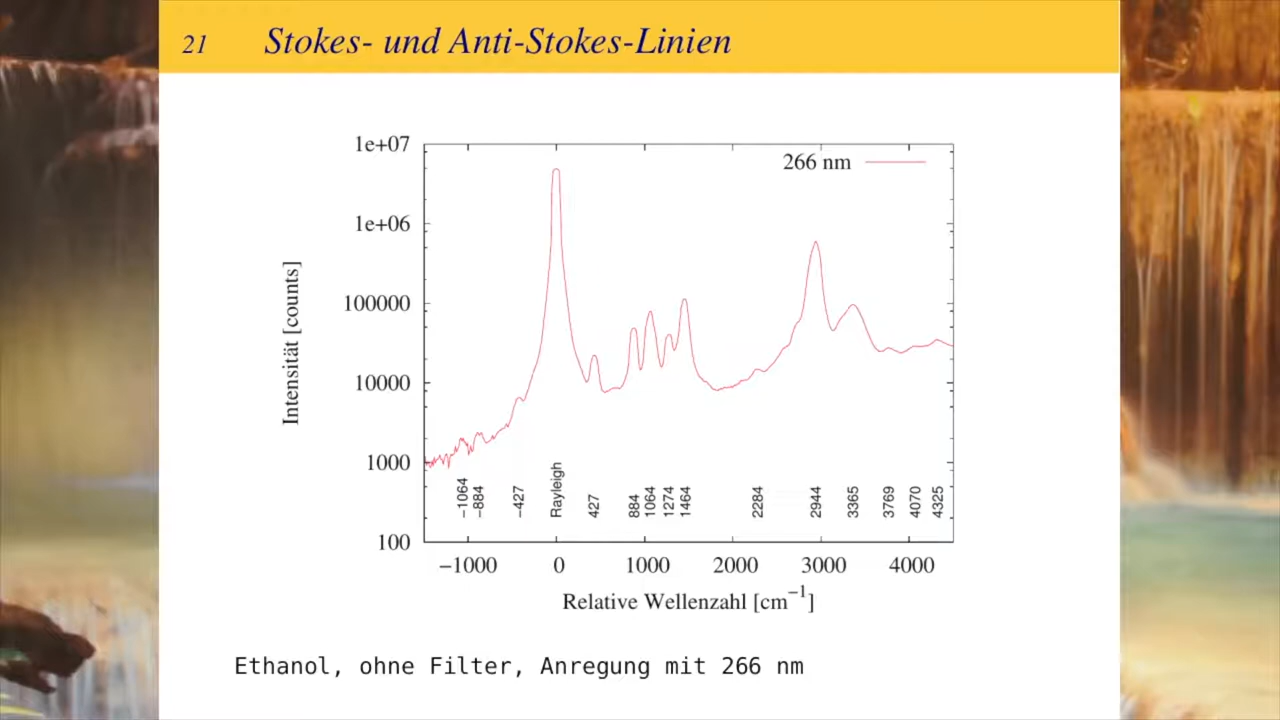 21 Stokes- und Anti-Stokes-Linien
1e+07
266 nm
1e+06
100000
10000
1000
100
Intensität [counts]
−1064
−884
−427
Rayleigh
427
884
1064
1274
1464
2284
2944
3365
3769
4070
4325
−1000 0 1000 2000 3000 4000
Relative Wellenzahl [cm⁻¹]
Ethanol, ohne Filter, Anregung mit 266 nm